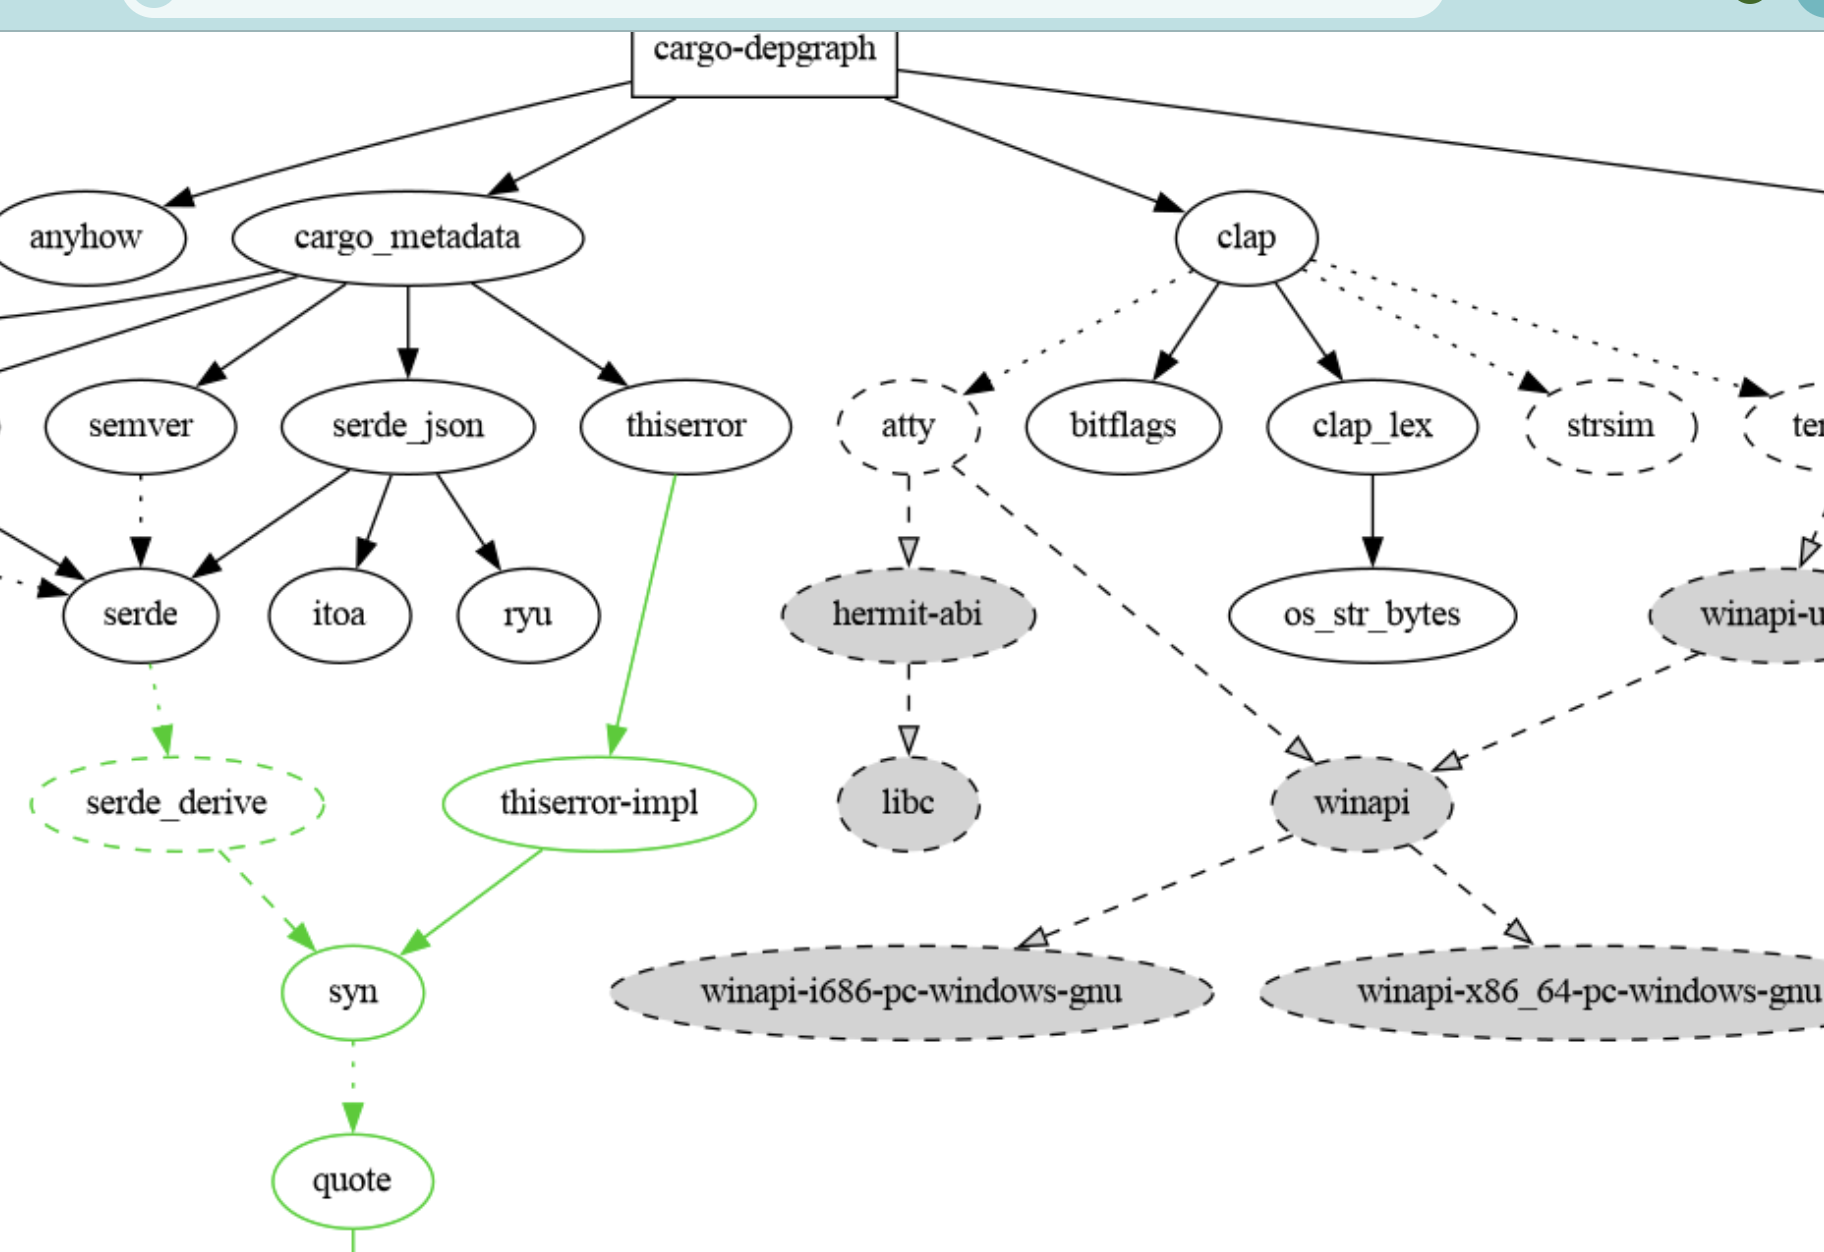 cargo-depgraph
anyhow
cargo_metadata
clap
semver
serde_json
thiserror
atty
bitflags
clap_lex
strsim
ter
serde
itoa
ryu
hermit-abi
os_str_bytes
winapi-u
serde_derive
thiserror-impl
libc
winapi
syn
winapi-i686-pc-windows-gnu
winapi-x86_64-pc-windows-gnu
quote